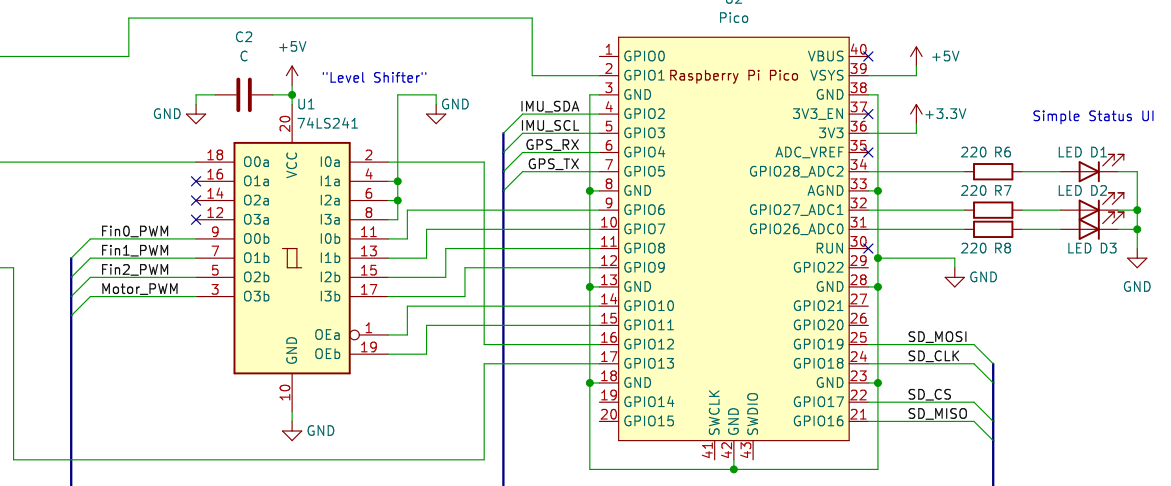 Pico
C2
C
+5V
"Level Shifter"
GND
GND
U1
74LS241
20
VCC
18 O0a I0a 2
16 O1a I1a 4
14 O2a I2a 6
12 O3a I3a 8
Fin0_PWM 9 O0b I0b 11
Fin1_PWM 7 O1b I1b 13
Fin2_PWM 5 O2b I2b 15
Motor_PWM 3 O3b I3b 17
OEa 1
OEb 19
GND
10
GND
Raspberry Pi Pico
1 GPIO0
2 GPIO1
3 GND
IMU_SDA 4 GPIO2
IMU_SCL 5 GPIO3
GPS_RX 6 GPIO4
GPS_TX 7 GPIO5
8 GND
9 GPIO6
10 GPIO7
11 GPIO8
12 GPIO9
13 GND
14 GPIO10
15 GPIO11
16 GPIO12
17 GPIO13
18 GND
19 GPIO14
20 GPIO15
SWCLK
GND
SWDIO
41
42
43
VBUS 40
VSYS 39
+5V
GND 38
3V3_EN 37
3V3 36
+3.3V
ADC_VREF 35
GPIO28_ADC2 34
AGND 33
GPIO27_ADC1 32
GPIO26_ADC0 31
RUN 30
GPIO22 29
GND 28
GPIO21 27
GPIO20 26
GPIO19 25 SD_MOSI
GPIO18 24 SD_CLK
GND 23
GPIO17 22 SD_CS
GPIO16 21 SD_MISO
GND
Simple Status UI
220 R6 LED D1
220 R7 LED D2
220 R8 LED D3
GND